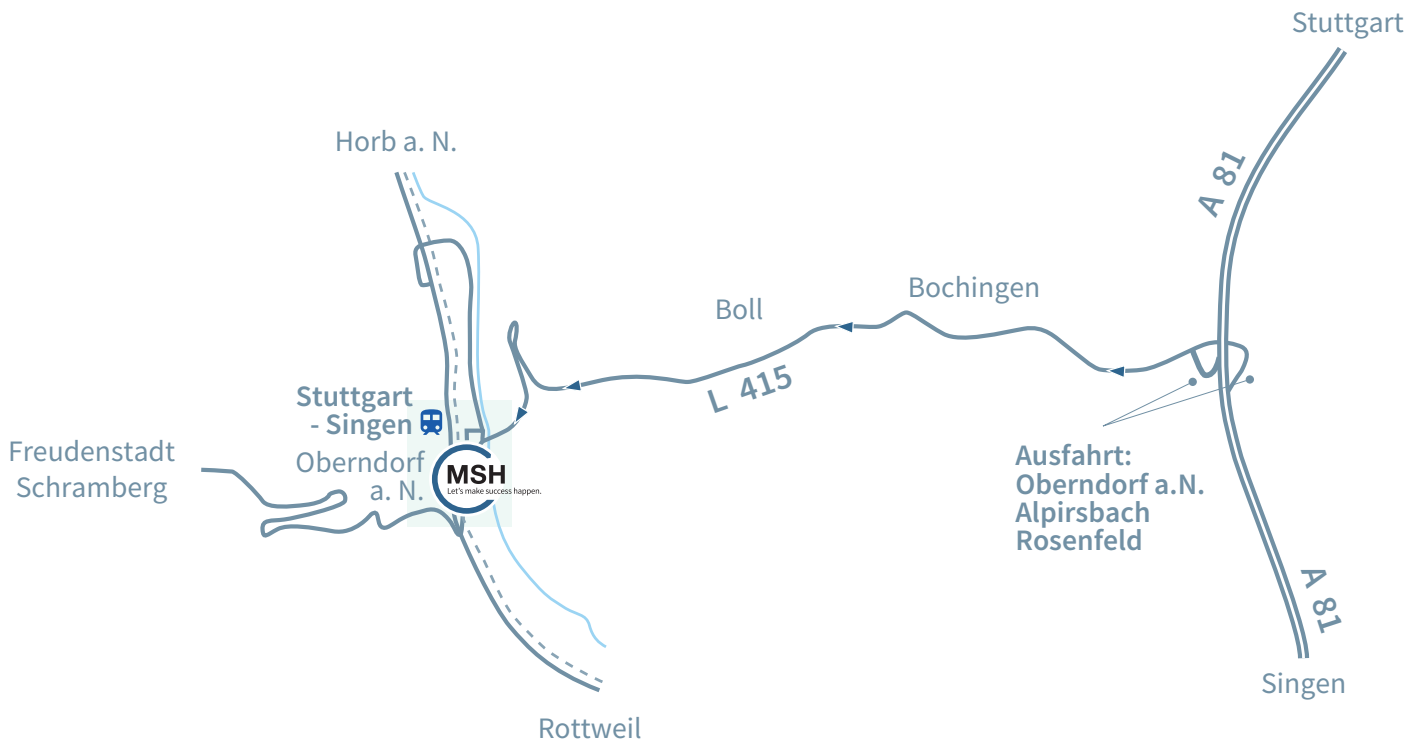 Stuttgart
A 81
Horb a. N.
Bochingen
Boll
L 415
Stuttgart
- Singen
Oberndorf
a. N.
MSH
Let's make success happen.
Freudenstadt
Schramberg
Ausfahrt:
Oberndorf a.N.
Alpirsbach
Rosenfeld
A 81
Singen
Rottweil